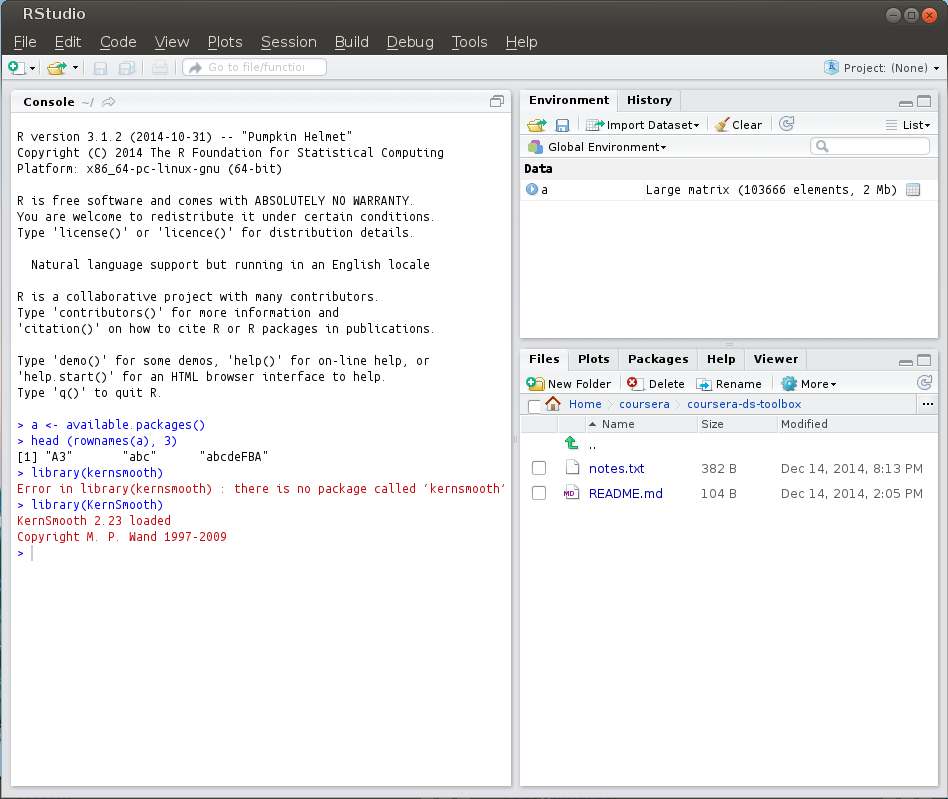 RStudio
File Edit Code View Plots Session Build Debug Tools Help
Go to file/function
Project: (None)
Console ~/
R version 3.1.2 (2014-10-31) -- "Pumpkin Helmet"
Copyright (C) 2014 The R Foundation for Statistical Computing
Platform: x86_64-pc-linux-gnu (64-bit)
R is free software and comes with ABSOLUTELY NO WARRANTY.
You are welcome to redistribute it under certain conditions.
Type 'license()' or 'licence()' for distribution details.
Natural language support but running in an English locale
R is a collaborative project with many contributors.
Type 'contributors()' for more information and
'citation()' on how to cite R or R packages in publications.
Type 'demo()' for some demos, 'help()' for on-line help, or
'help.start()' for an HTML browser interface to help.
Type 'q()' to quit R.
> a <- available.packages()
> head (rownames(a), 3)
[1] "A3" "abc" "abcdeFBA"
> library(kernsmooth)
Error in library(kernsmooth) : there is no package called ‘kernsmooth’
> library(KernSmooth)
KernSmooth 2.23 loaded
Copyright M. P. Wand 1997-2009
>
Environment History
Import Dataset Clear List
Global Environment
Data
a Large matrix (103666 elements, 2 Mb)
Files Plots Packages Help Viewer
New Folder Delete Rename More
Home coursera coursera-ds-toolbox ...
Name Size Modified
..
notes.txt 382 B Dec 14, 2014, 8:13 PM
MD README.md 104 B Dec 14, 2014, 2:05 PM